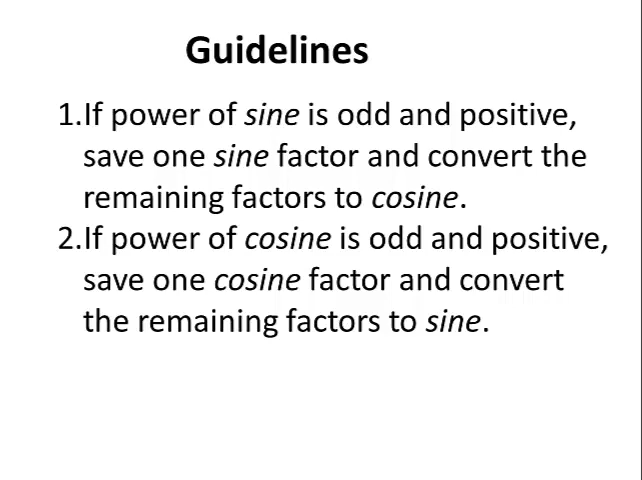 Guidelines
1.If power of sine is odd and positive,
save one sine factor and convert the
remaining factors to cosine.
2.If power of cosine is odd and positive,
save one cosine factor and convert
the remaining factors to sine.